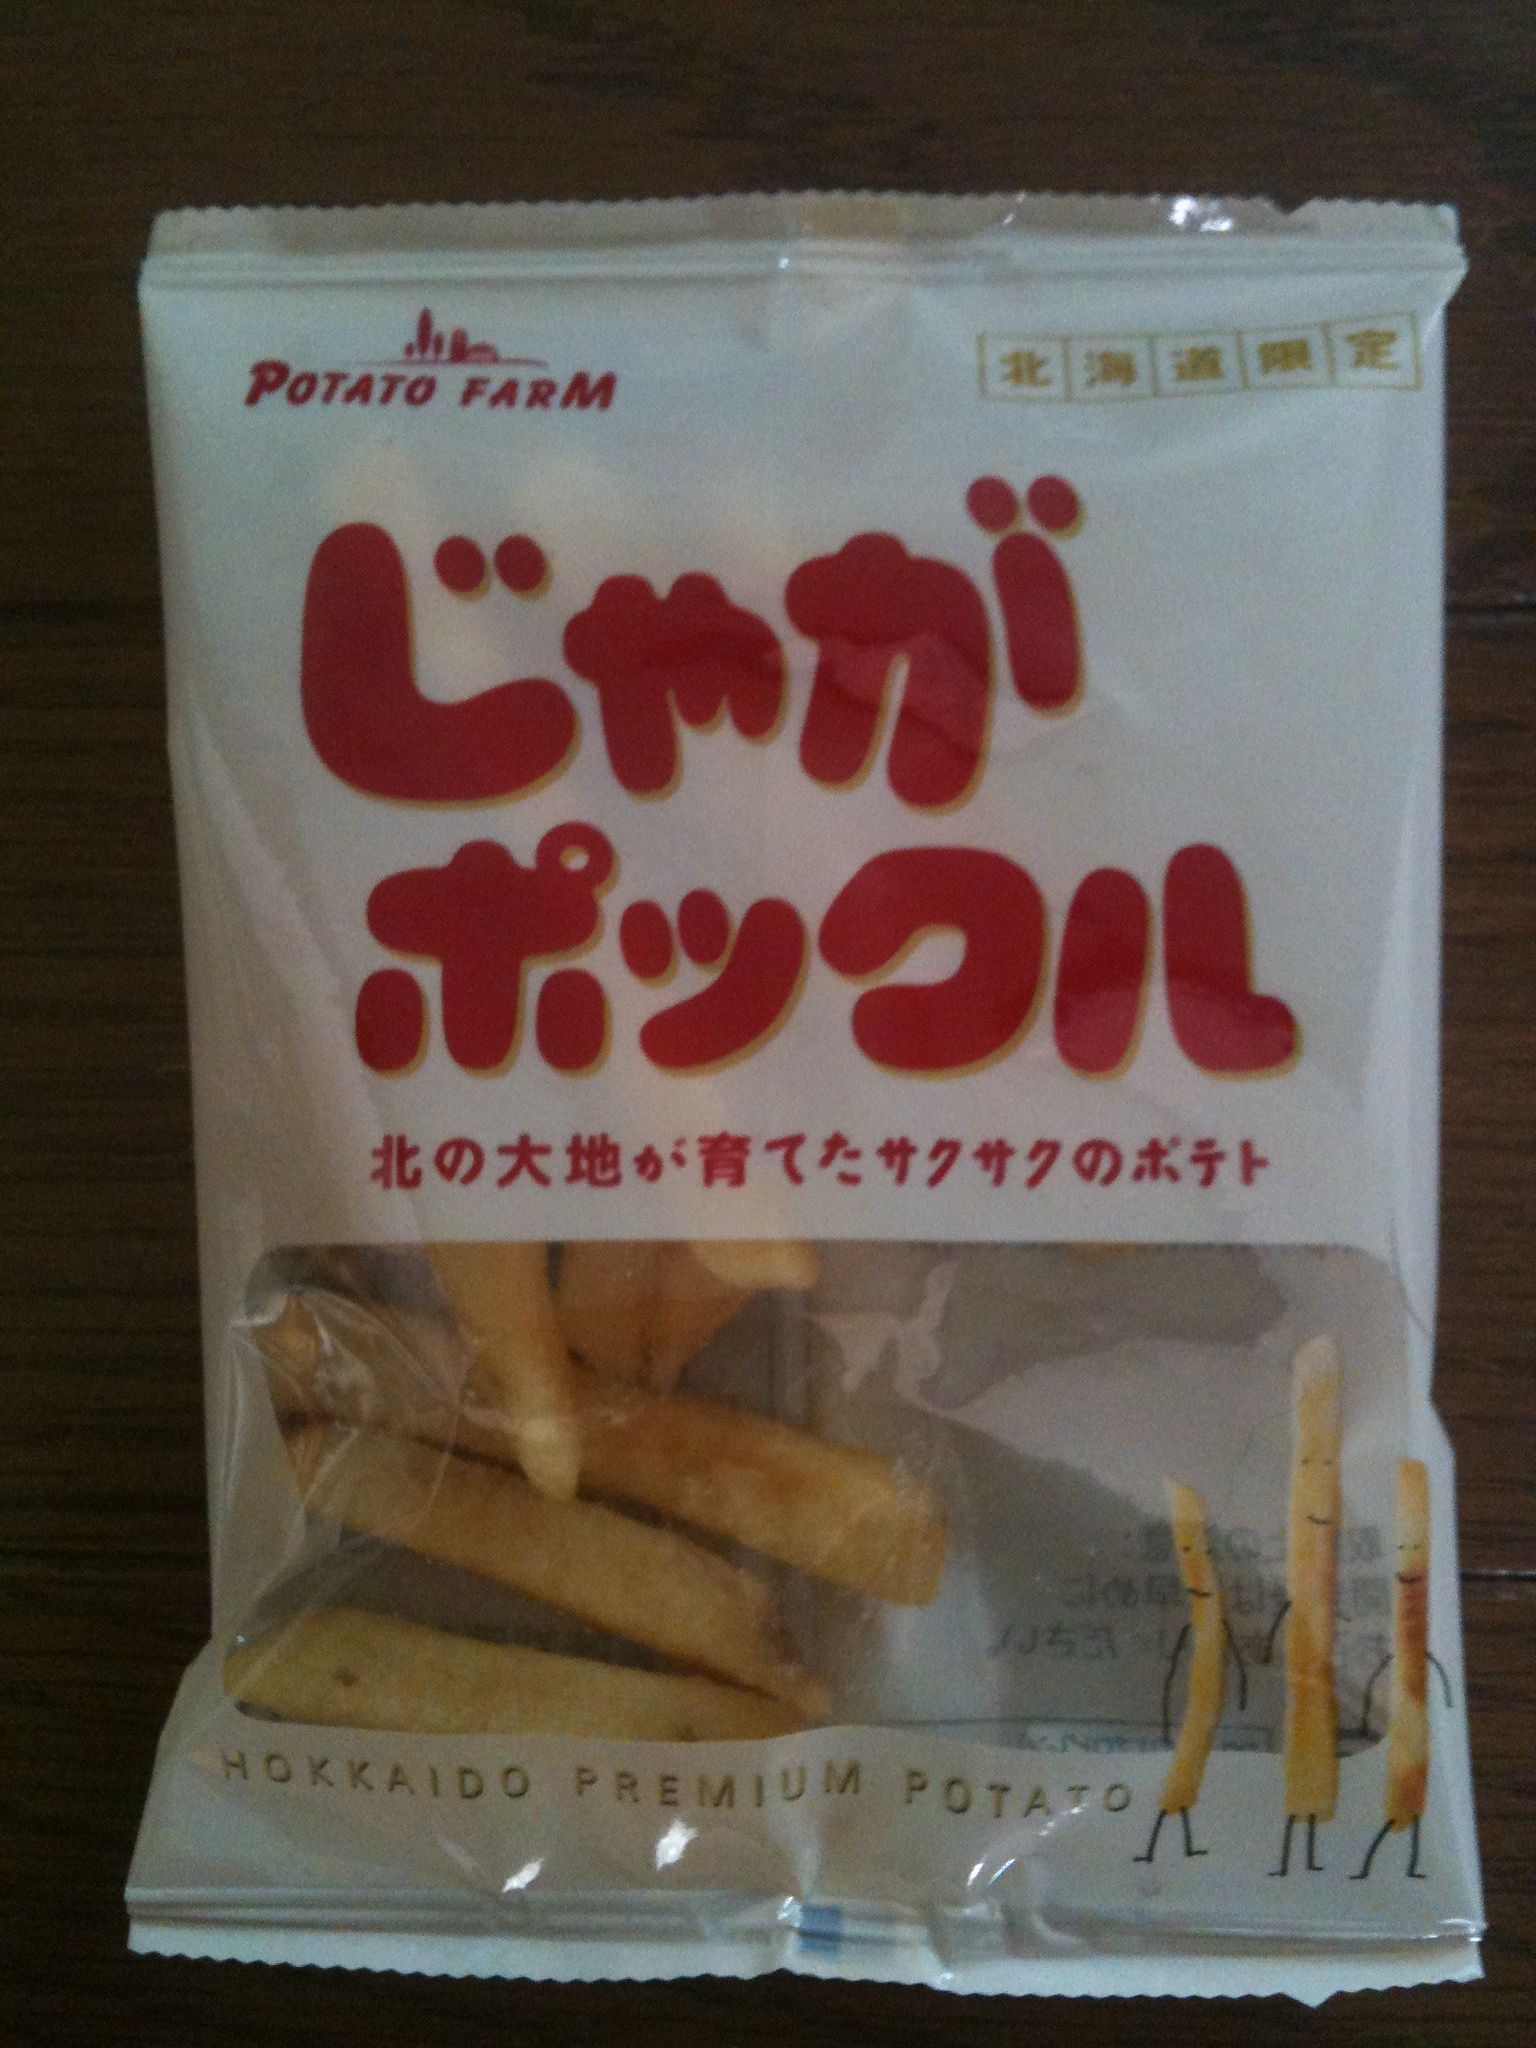 POTATO FARM
北海道限定
じゃが
ポックル
北の大地が育てたサクサクのポテト
HOKKAIDO PREMIUM POTATO